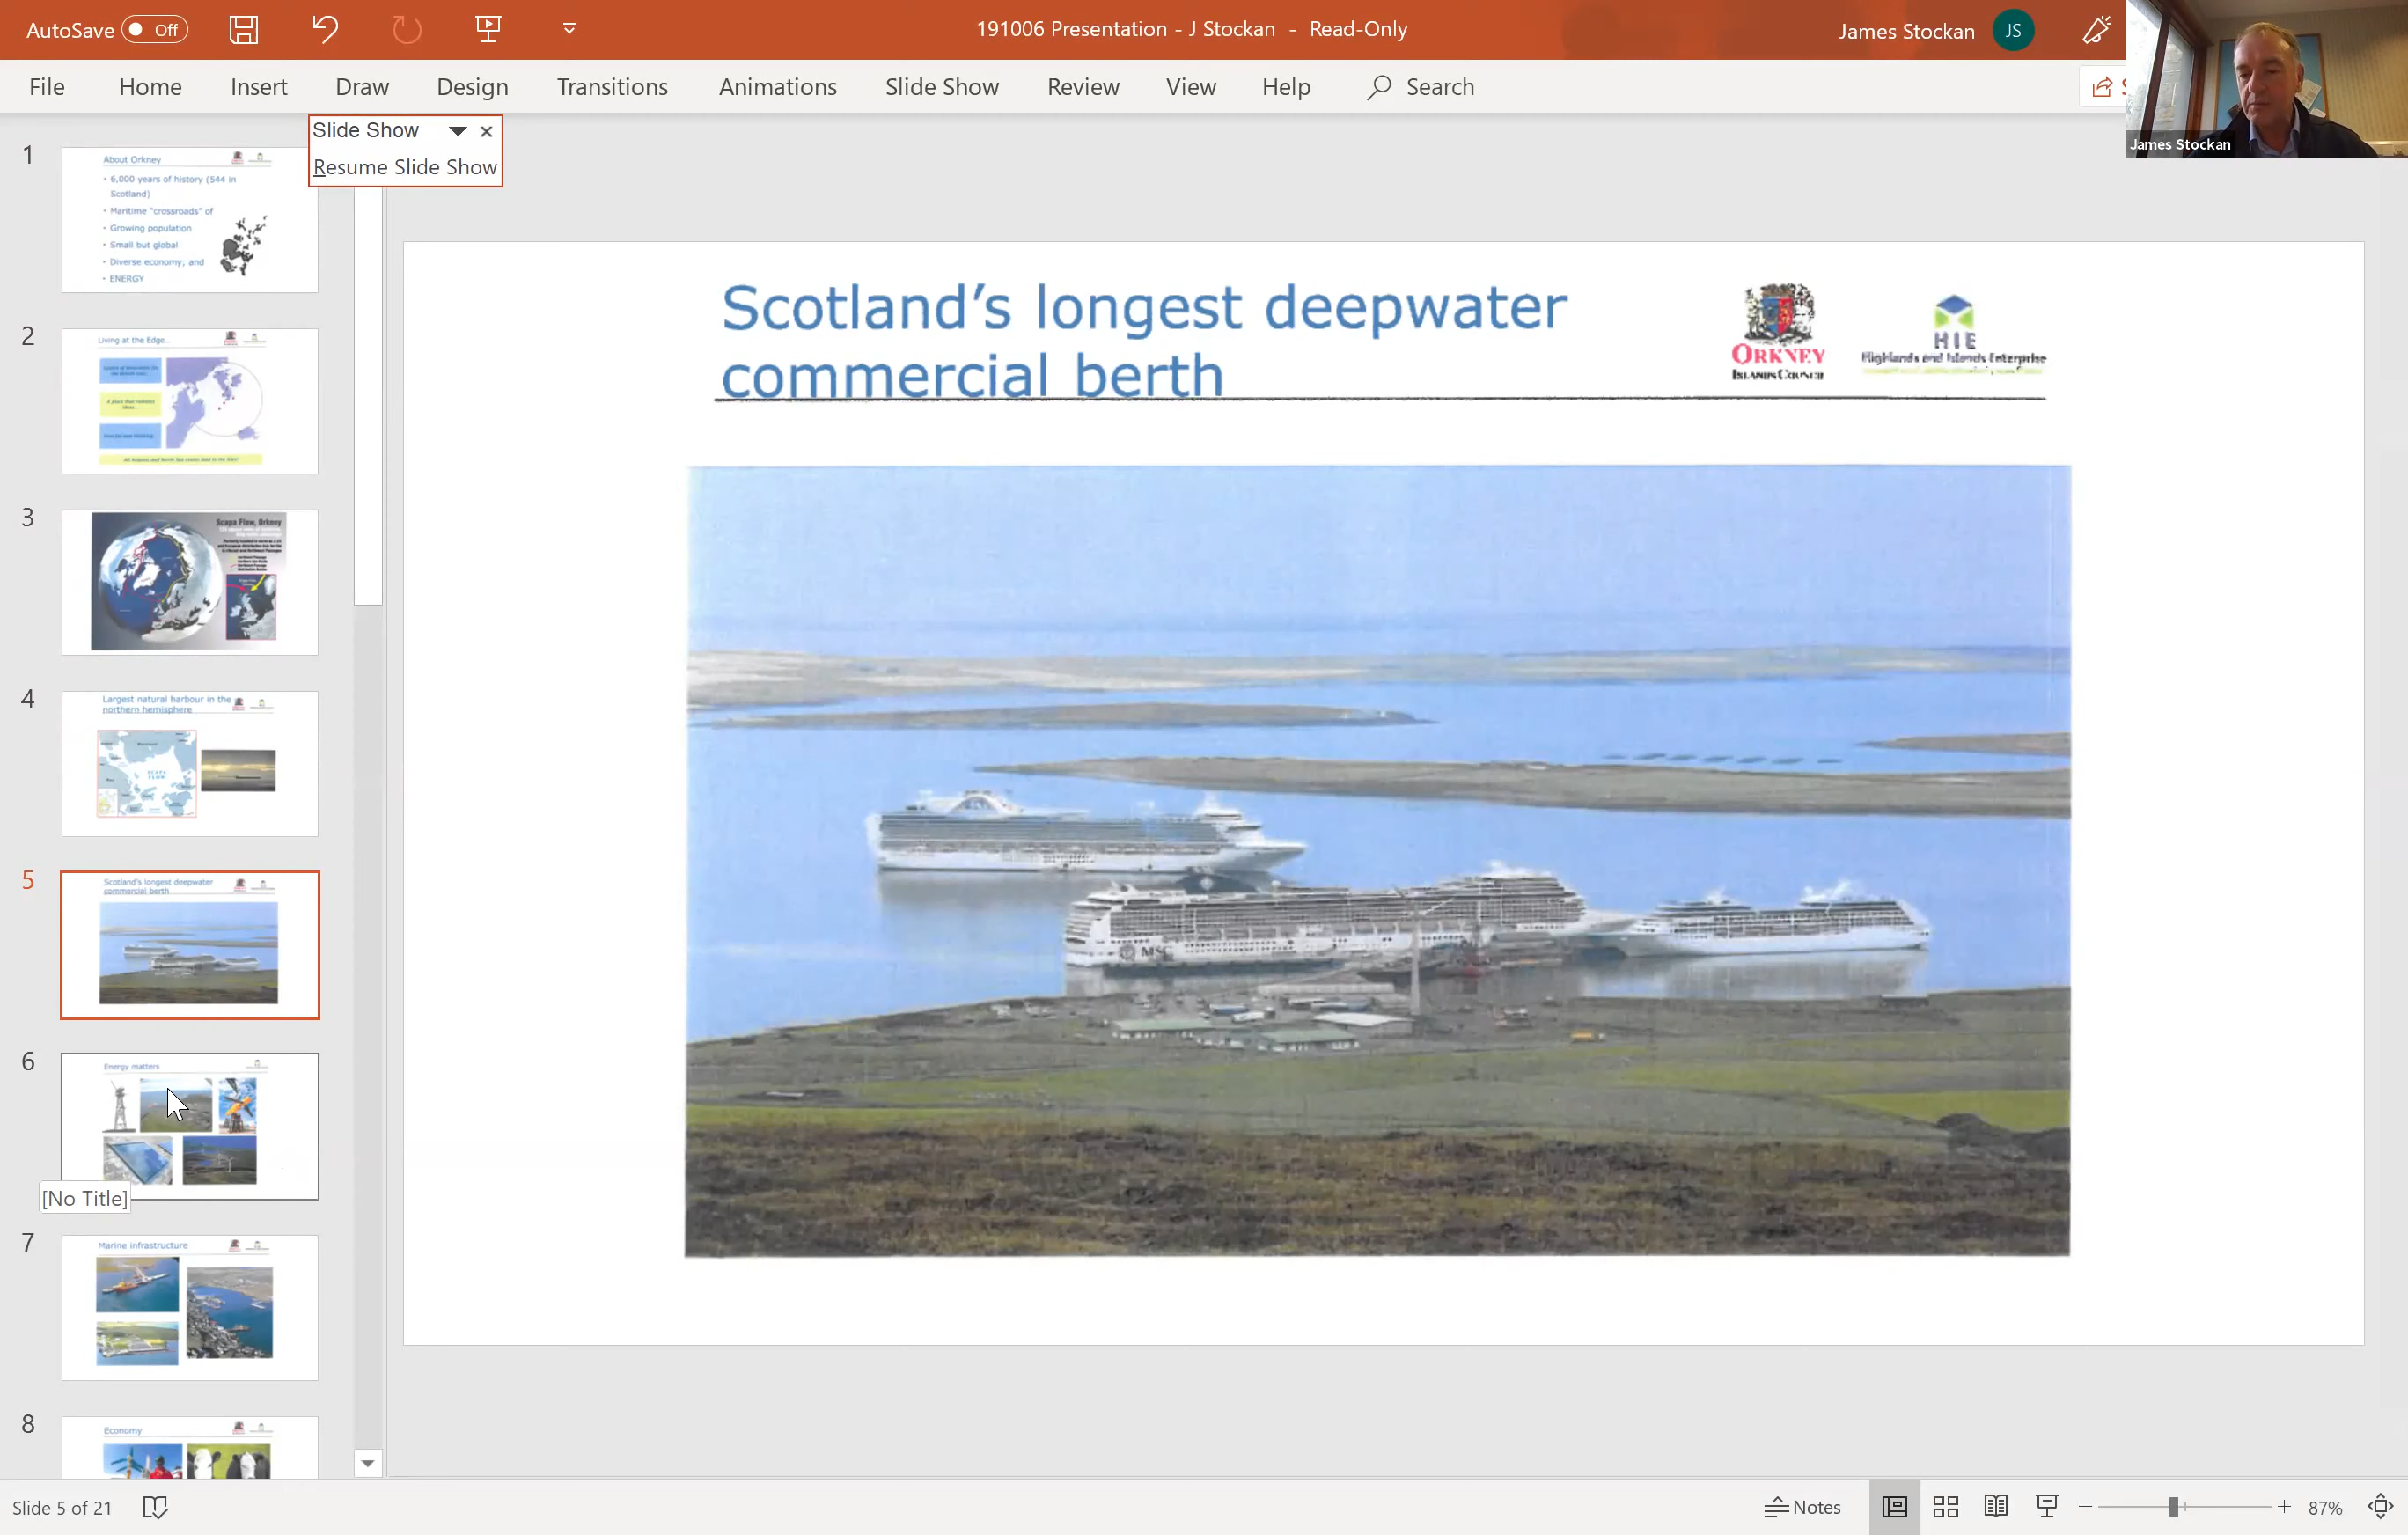 AutoSave Off
191006 Presentation - J Stockan - Read-Only
James Stockan JS
File Home Insert Draw Design Transitions Animations Slide Show Review View Help Search
James Stockan
Slide Show
Resume Slide Show
1
About Orkney
• 6,000 years of history (544 in
Scotland)
• Maritime "crossroads" of
• Growing population
• Small but global
• Diverse economy; and
• ENERGY
2
Living at the Edge...
3
Scapa Flow, Orkney
4
Largest natural harbour in the
northern hemisphere
SCAPA
FLOW
5
Scotland's longest deepwater
commercial berth
6
Energy matters
[No Title]
7
Marine infrastructure
8
Economy
Scotland's longest deepwater
commercial berth
ORKNEY
ISLANDS COUNCIL
HIE
Highlands and Islands Enterprise
MSC
Slide 5 of 21
Notes
87%